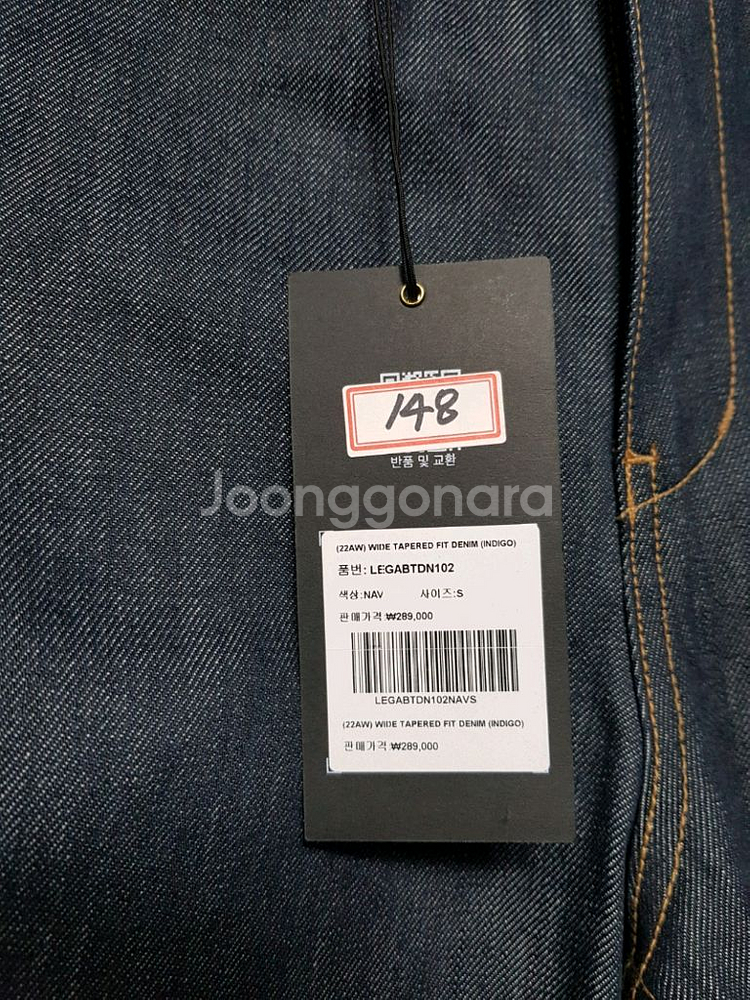 148
반품 및 교환
Joonggonara
(22AW) WIDE TAPERED FIT DENIM (INDIGO)
품번: LEGABTDN102
색상:NAV 사이즈:S
판매가격:₩289,000
LEGABTDN102NAVS
(22AW) WIDE TAPERED FIT DENIM (INDIGO)
판매가격:₩289,000